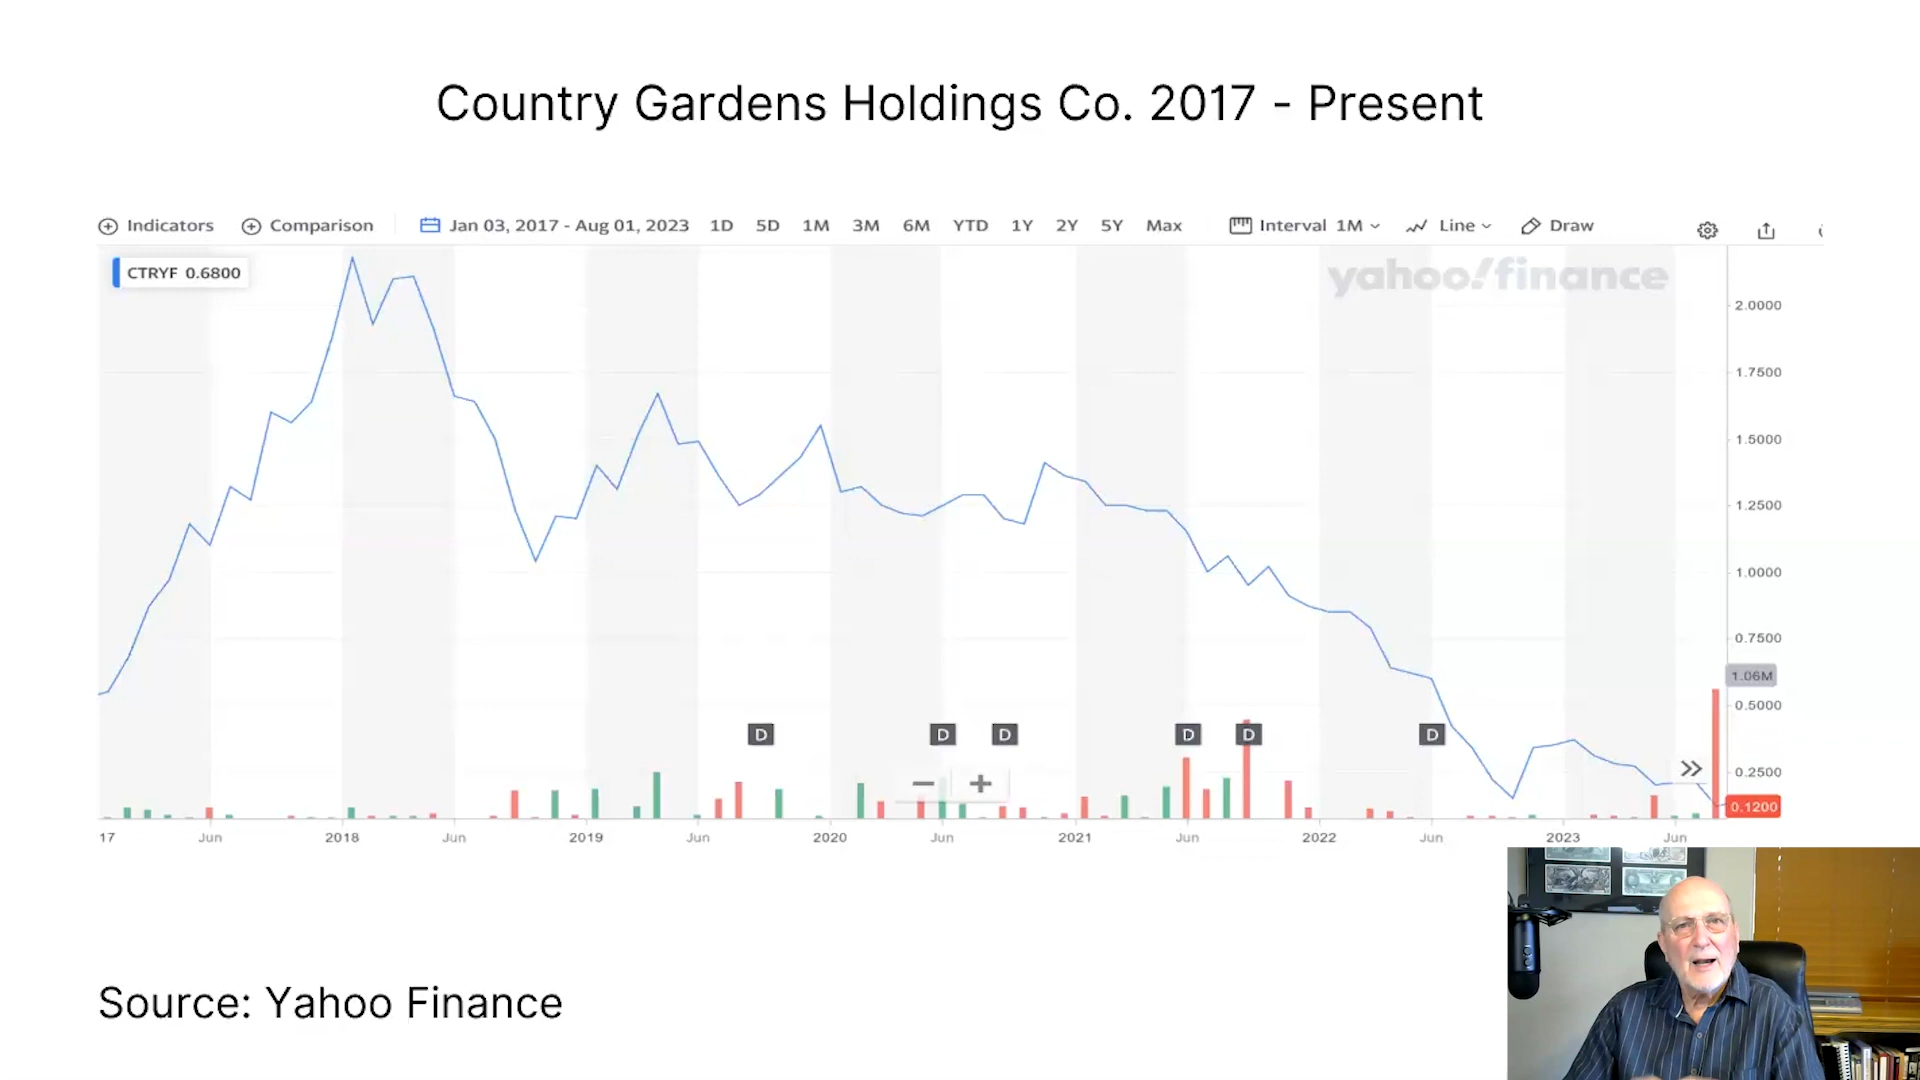 Country Gardens Holdings Co. 2017 - Present
Indicators Comparison Jan 03, 2017 - Aug 01, 2023 1D 5D 1M 3M 6M YTD 1Y 2Y 5Y Max Interval 1M Line Draw
CTRYF 0.6800
yahoo!finance
2.0000
1.7500
1.5000
1.2500
1.0000
0.7500
1.06M
0.5000
D D D D D D
0.2500
0.1200
17 Jun 2018 Jun 2019 Jun 2020 Jun 2021 Jun 2022 Jun 2023 Jun
Source: Yahoo Finance